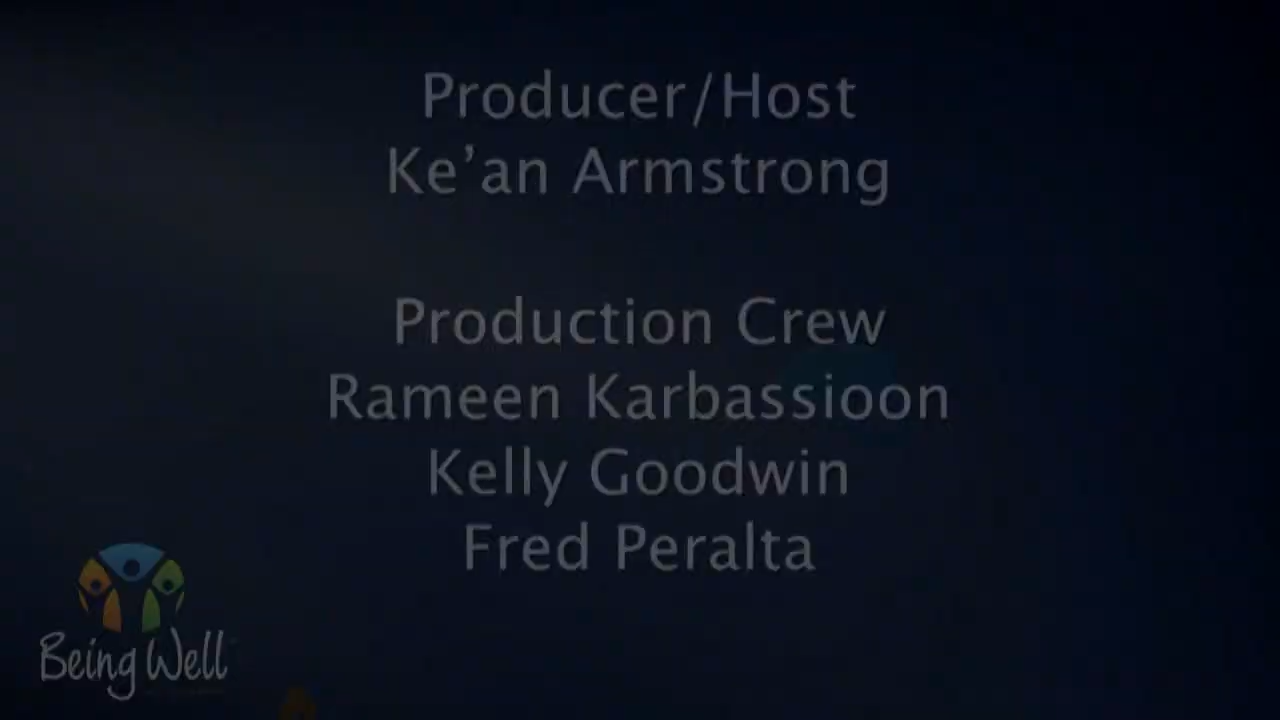 Producer/Host
Ke’an Armstrong
Production Crew
Rameen Karbassioon
Kelly Goodwin
Fred Peralta
Being Well